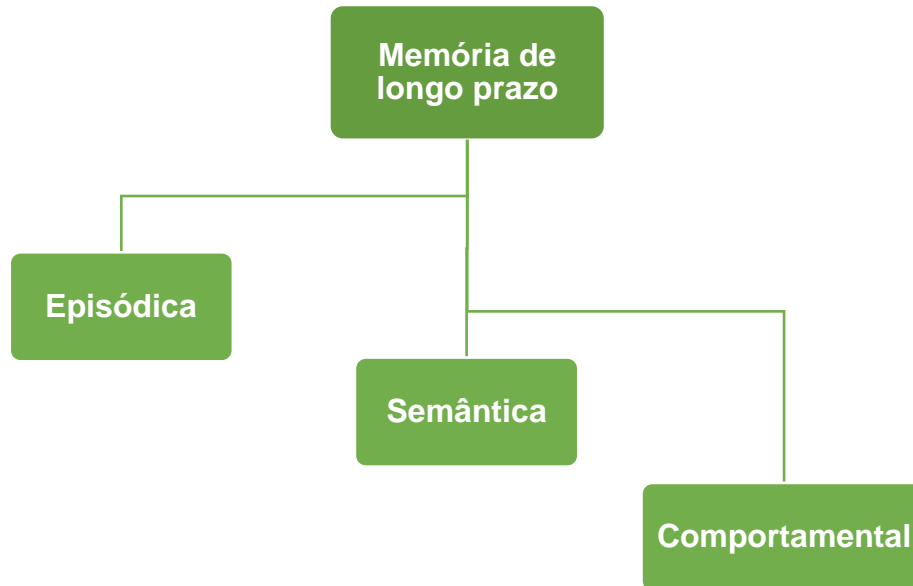 Memória de
longo prazo
Episódica
Semântica
Comportamental